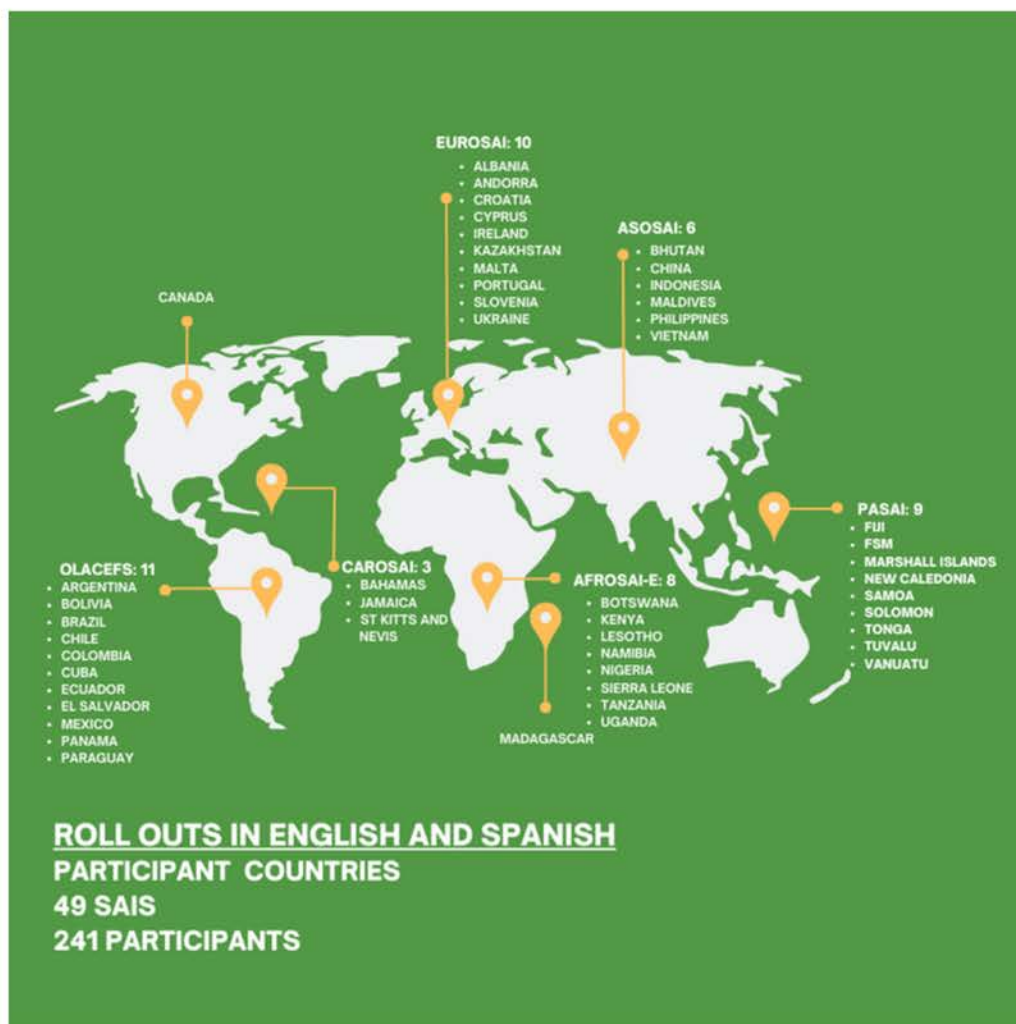 EUROSAI: 10
• ALBANIA
• ANDORRA
• CROATIA
• CYPRUS
• IRELAND
• KAZAKHSTAN
• MALTA
• PORTUGAL
• SLOVENIA
• UKRAINE
ASOSAI: 6
• BHUTAN
• CHINA
• INDONESIA
• MALDIVES
• PHILIPPINES
• VIETNAM
CANADA
PASAI: 9
• FIJI
• FSM
• MARSHALL ISLANDS
• NEW CALEDONIA
• SAMOA
• SOLOMON
• TONGA
• TUVALU
• VANUATU
OLACEFS: 11
• ARGENTINA
• BOLIVIA
• BRAZIL
• CHILE
• COLOMBIA
• CUBA
• ECUADOR
• EL SALVADOR
• MEXICO
• PANAMA
• PARAGUAY
CAROSAI: 3
• BAHAMAS
• JAMAICA
• ST KITTS AND
NEVIS
AFROSAI-E: 8
• BOTSWANA
• KENYA
• LESOTHO
• NAMIBIA
• NIGERIA
• SIERRA LEONE
• TANZANIA
• UGANDA
MADAGASCAR
ROLL OUTS IN ENGLISH AND SPANISH
PARTICIPANT COUNTRIES
49 SAIS
241 PARTICIPANTS